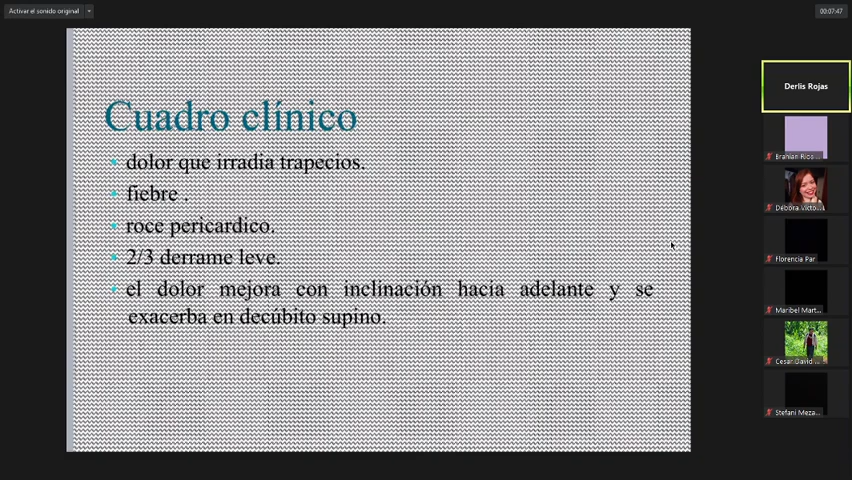 Activar el sonido original
00:07:47
Cuadro clínico
dolor que irradia trapecios.
fiebre .
roce pericardico.
2/3 derrame leve.
el dolor mejora con inclinación hacia adelante y se
exacerba en decúbito supino.
Derlis Rojas
Brahian Rico...
Debora Victo...
Florencia Par
Maribel Mart...
Cesar David ...
Stefani Meza...